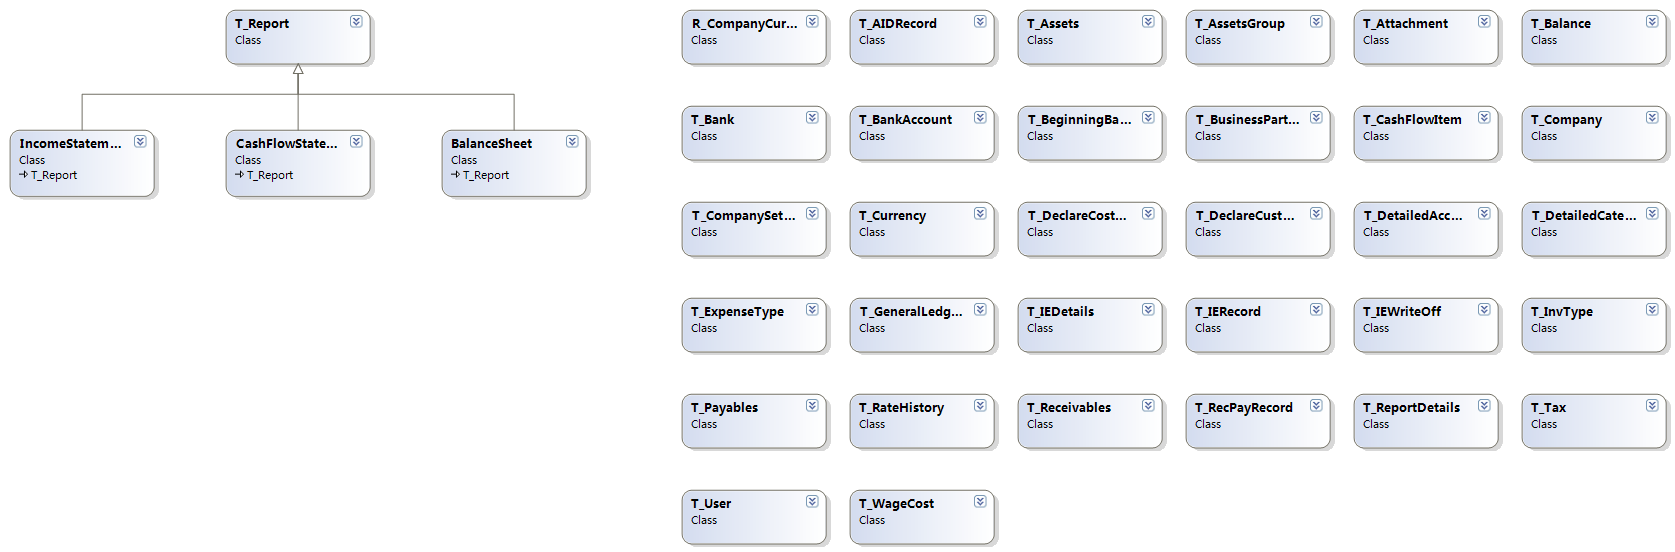 T_Report
Class
IncomeStatem...
Class
T_Report
CashFlowState...
Class
T_Report
BalanceSheet
Class
T_Report
R_CompanyCur...
Class
T_AIDRecord
Class
T_Assets
Class
T_AssetsGroup
Class
T_Attachment
Class
T_Balance
Class
T_Bank
Class
T_BankAccount
Class
T_BeginningBa...
Class
T_BusinessPart...
Class
T_CashFlowItem
Class
T_Company
Class
T_CompanySet...
Class
T_Currency
Class
T_DeclareCost...
Class
T_DeclareCust...
Class
T_DetailedAcc...
Class
T_DetailedCate...
Class
T_ExpenseType
Class
T_GeneralLedg...
Class
T_IEDetails
Class
T_IERecord
Class
T_IEWriteOff
Class
T_InvType
Class
T_Payables
Class
T_RateHistory
Class
T_Receivables
Class
T_RecPayRecord
Class
T_ReportDetails
Class
T_Tax
Class
T_User
Class
T_WageCost
Class